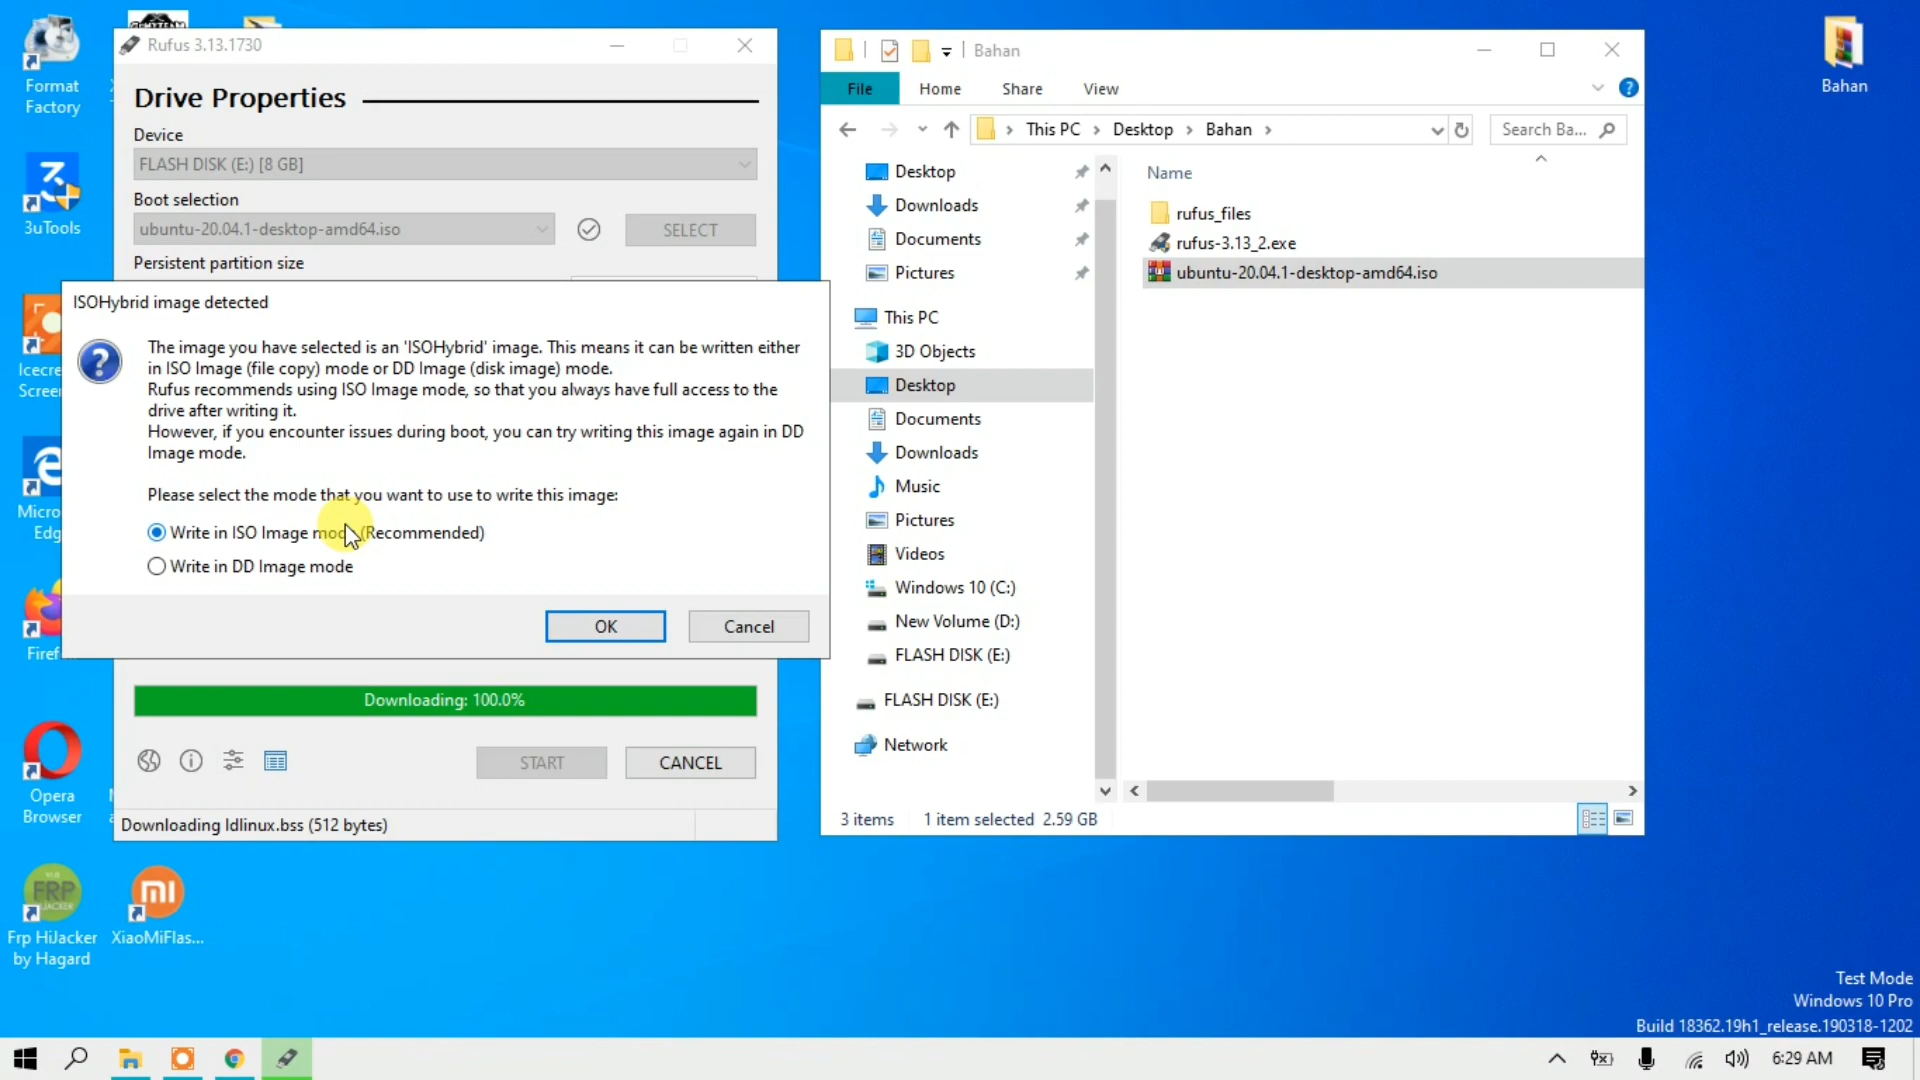 Format
Factory
3uTools
Icecre
Screen
Micro
Edg
Firef
Opera
Browser
Frp HiJacker
by Hagard
XiaoMiFlas...
Bahan
Rufus 3.13.1730
Drive Properties
Device
FLASH DISK (E:) [8 GB]
Boot selection
ubuntu-20.04.1-desktop-amd64.iso
SELECT
Persistent partition size
ISOHybrid image detected
The image you have selected is an 'ISOHybrid' image. This means it can be written either
in ISO Image (file copy) mode or DD Image (disk image) mode.
Rufus recommends using ISO Image mode, so that you always have full access to the
drive after writing it.
However, if you encounter issues during boot, you can try writing this image again in DD
Image mode.
Please select the mode that you want to use to write this image:
Write in ISO Image mode (Recommended)
Write in DD Image mode
OK
Cancel
Downloading: 100.0%
START
CANCEL
Downloading ldlinux.bss (512 bytes)
Bahan
File
Home
Share
View
This PC
Desktop
Bahan
Search Ba...
Desktop
Downloads
Documents
Pictures
This PC
3D Objects
Desktop
Documents
Downloads
Music
Pictures
Videos
Windows 10 (C:)
New Volume (D:)
FLASH DISK (E:)
FLASH DISK (E:)
Network
Name
rufus_files
rufus-3.13_2.exe
ubuntu-20.04.1-desktop-amd64.iso
3 items
1 item selected 2.59 GB
Test Mode
Windows 10 Pro
Build 18362.19h1_release.190318-1202
6:29 AM